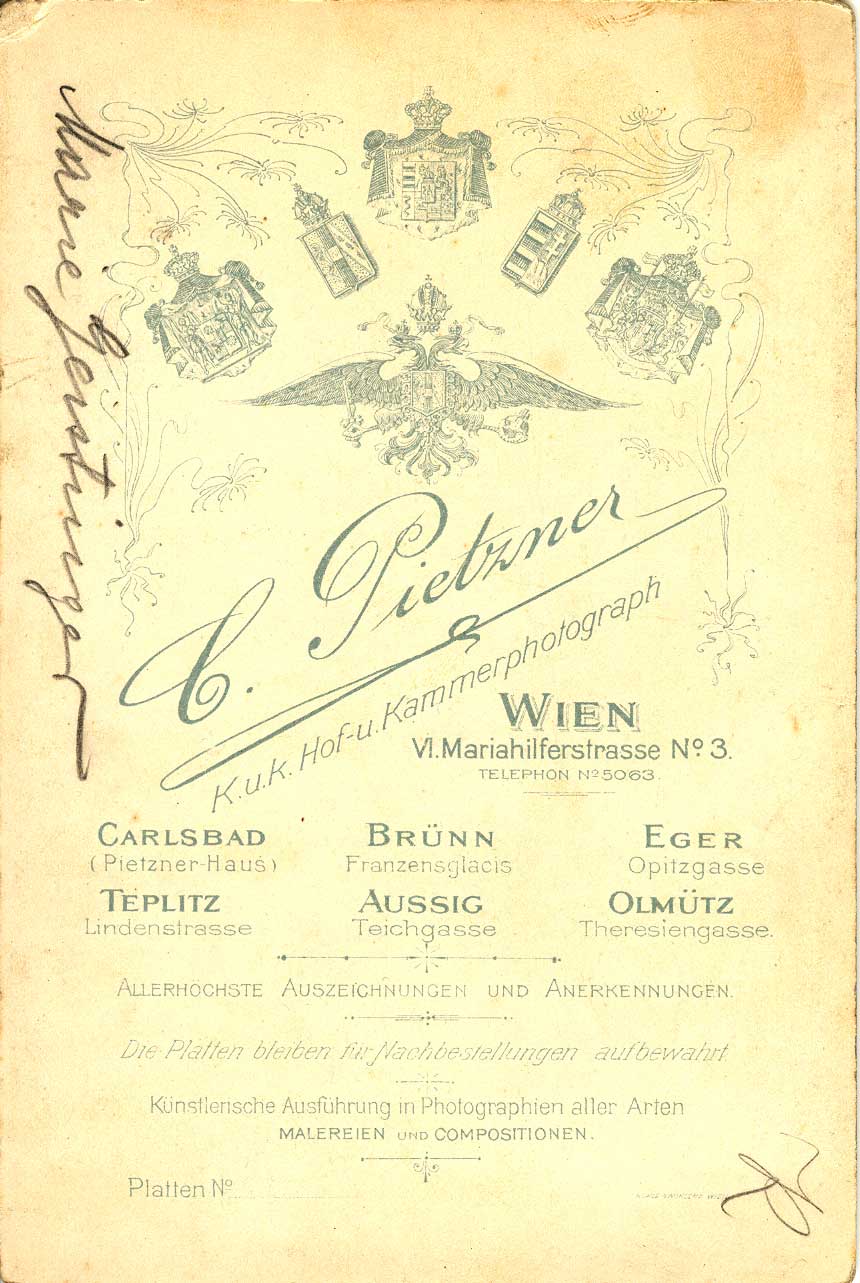 Marie Geistinger
C. Pietzner
K.u.K. Hof-u. Kammerphotograph
WIEN
VI. Mariahilferstrasse Nº 3.
TELEPHON Nº 5063.
CARLSBAD
(Pietzner-Haus)
BRÜNN
Franzensglacis
EGER
Opitzgasse
TEPLITZ
Lindenstrasse
AUSSIG
Teichgasse
OLMÜTZ
Theresiengasse.
ALLERHÖCHSTE AUSZEICHNUNGEN UND ANERKENNUNGEN.
Die Platten bleiben für Nachbestellungen aufbewahrt
Künstlerische Ausführung in Photographien aller Arten
MALEREIEN UND COMPOSITIONEN.
Platten Nº
WIEN